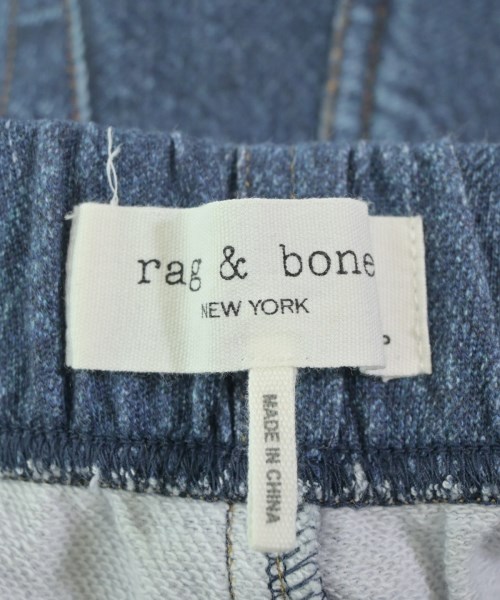 rag & bone
NEW YORK
P
MADE IN CHINA